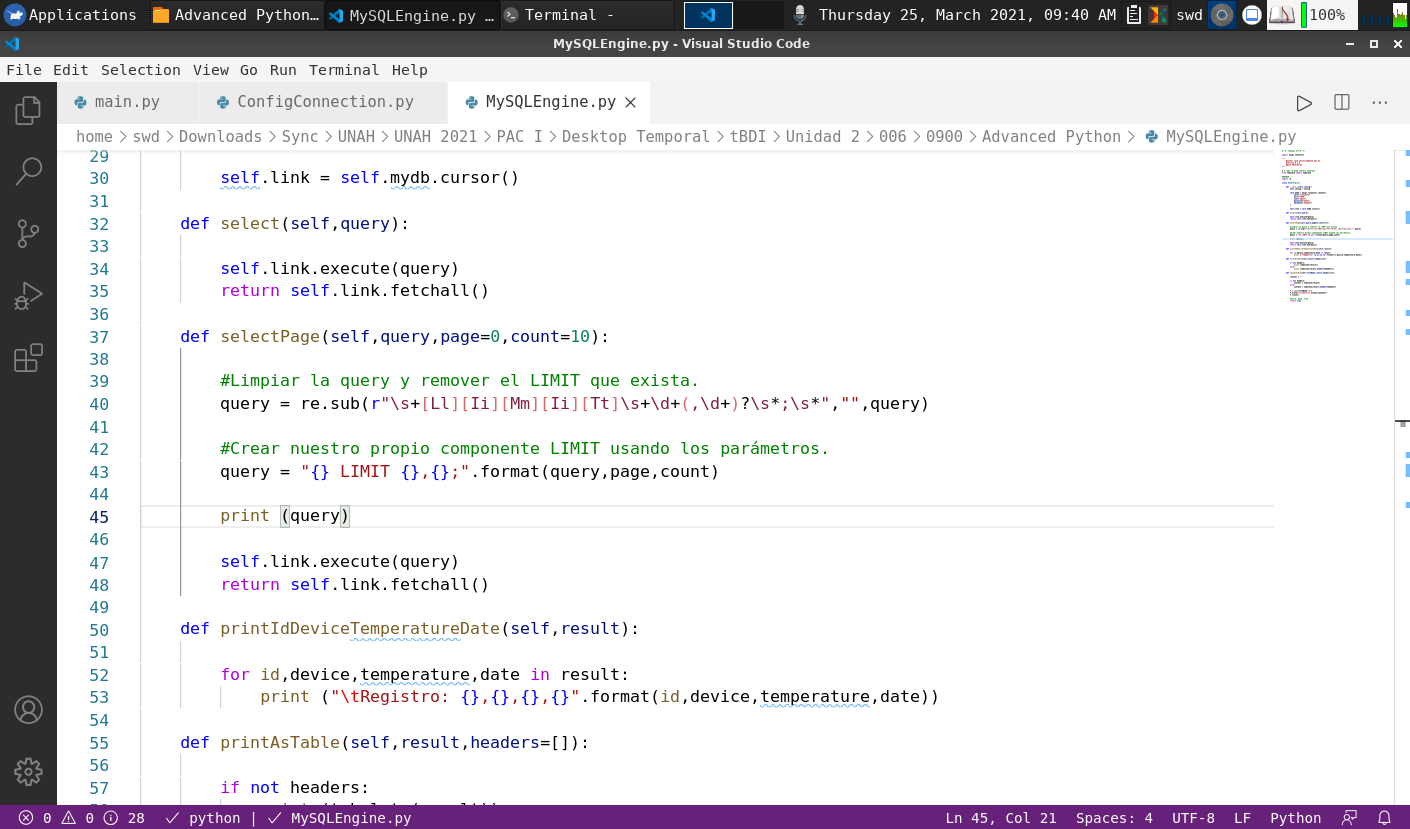 Applications Advanced Python... MySQLEngine.py ... Terminal - Thursday 25, March 2021, 09:40 AM swd 100%
MySQLEngine.py - Visual Studio Code
File Edit Selection View Go Run Terminal Help
main.py ConfigConnection.py MySQLEngine.py
home > swd > Downloads > Sync > UNAH > UNAH 2021 > PAC I > Desktop Temporal > tBDI > Unidad 2 > 006 > 0900 > Advanced Python > MySQLEngine.py
29
30 self.link = self.mydb.cursor()
31
32 def select(self,query):
33
34 self.link.execute(query)
35 return self.link.fetchall()
36
37 def selectPage(self,query,page=0,count=10):
38
39 #Limpiar la query y remover el LIMIT que exista.
40 query = re.sub(r"\s+[Ll][Ii][Mm][Ii][Tt]\s+\d+(,\d+)?\s*;\s*","",query)
41
42 #Crear nuestro propio componente LIMIT usando los parámetros.
43 query = "{} LIMIT {},{};".format(query,page,count)
44
45 print (query)
46
47 self.link.execute(query)
48 return self.link.fetchall()
49
50 def printIdDeviceTemperatureDate(self,result):
51
52 for id,device,temperature,date in result:
53 print ("\tRegistro: {},{},{},{}".format(id,device,temperature,date))
54
55 def printAsTable(self,result,headers=[]):
56
57 if not headers:
0 0 28 python | MySQLEngine.py Ln 45, Col 21 Spaces: 4 UTF-8 LF Python